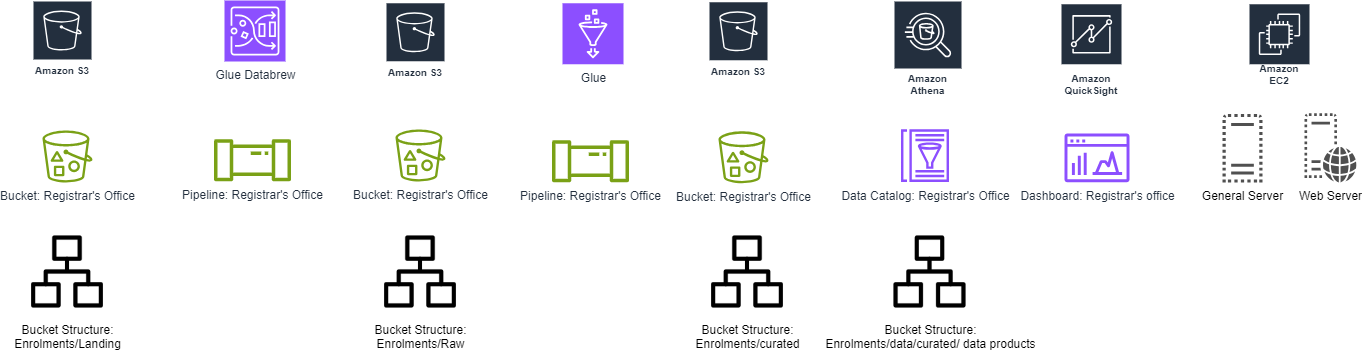 Amazon S3
Glue Databrew
Amazon S3
Glue
Amazon S3
Amazon
Athena
Amazon
QuickSight
Amazon
EC2
Bucket: Registrar's Office
Pipeline: Registrar's Office
Bucket: Registrar's Office
Pipeline: Registrar's Office
Bucket: Registrar's Office
Data Catalog: Registrar's Office
Dashboard: Registrar's office
General Server
Web Server
Bucket Structure:
Enrolments/Landing
Bucket Structure:
Enrolments/Raw
Bucket Structure:
Enrolments/curated
Bucket Structure:
Enrolments/data/curated/ data products